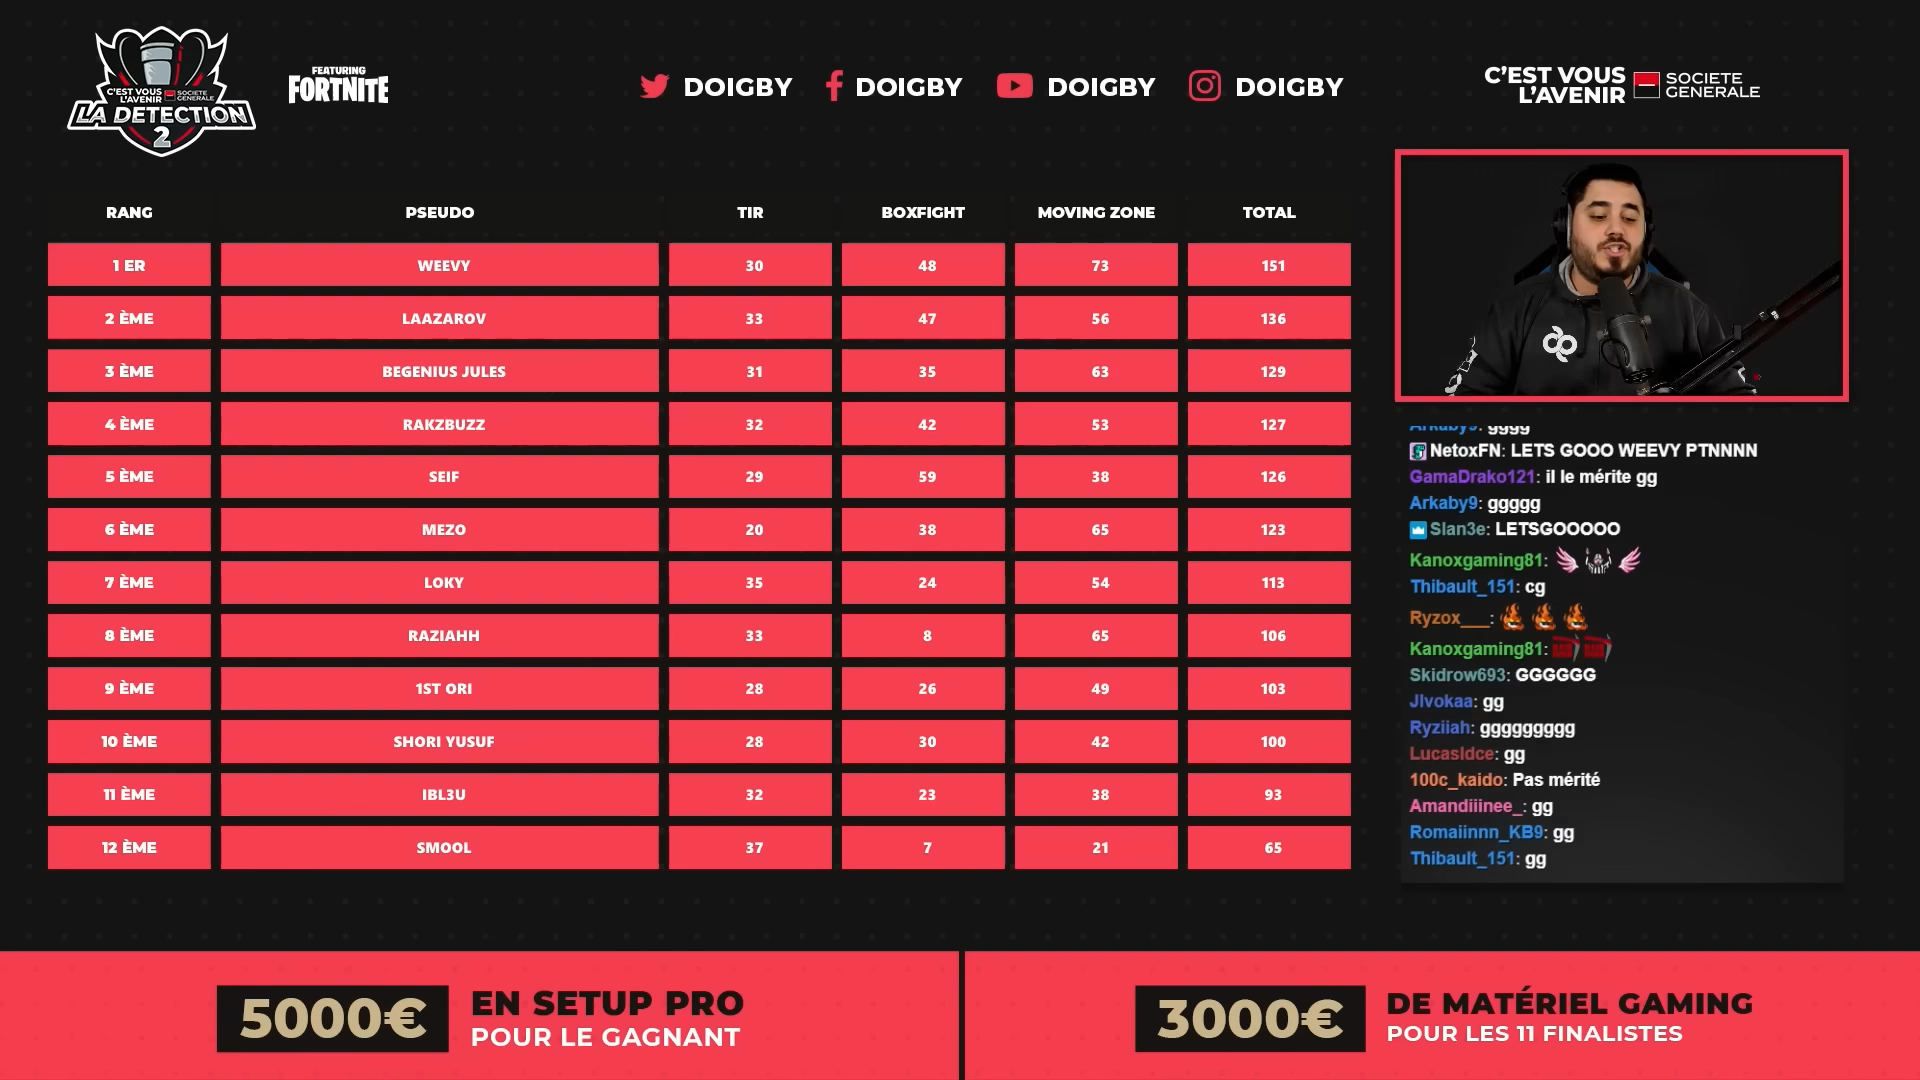 C'EST VOUS L'AVENIR SOCIETE GENERALE
LA DETECTION
2
FEATURING
FORTNITE
DOIGBY DOIGBY DOIGBY DOIGBY
C'EST VOUS L'AVENIR SOCIETE GENERALE
RANG PSEUDO TIR BOXFIGHT MOVING ZONE TOTAL
1 ER WEEVY 30 48 73 151
2 ÈME LAAZAROV 33 47 56 136
3 ÈME BEGENIUS JULES 31 35 63 129
4 ÈME RAKZBUZZ 32 42 53 127
5 ÈME SEIF 29 59 38 126
6 ÈME MEZO 20 38 65 123
7 ÈME LOKY 35 24 54 113
8 ÈME RAZIAHH 33 8 65 106
9 ÈME 1ST ORI 28 26 49 103
10 ÈME SHORI YUSUF 28 30 42 100
11 ÈME IBL3U 32 23 38 93
12 ÈME SMOOL 37 7 21 65
Arkaby9: gggg
NetoxFN: LETS GOOO WEEVY PTNNNN
GamaDrako121: il le mérite gg
Arkaby9: ggggg
Slan3e: LETSGOOOOO
Kanoxgaming81:
Thibault_151: cg
Ryzox___:
Kanoxgaming81:
Skidrow693: GGGGGG
Jlvokaa: gg
Ryziiah: ggggggggg
Lucasldce: gg
100c_kaido: Pas mérité
Amandiiinee_: gg
Romaiinnn_KB9: gg
Thibault_151: gg
5000€ EN SETUP PRO
POUR LE GAGNANT
3000€ DE MATÉRIEL GAMING
POUR LES 11 FINALISTES